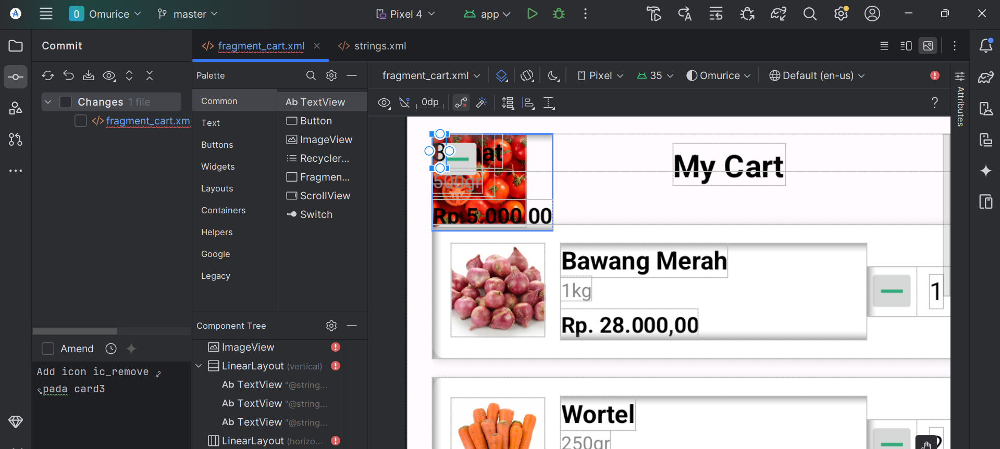 O Omurice master Pixel 4 app
Commit
fragment_cart.xml strings.xml
Palette
fragment_cart.xml Pixel 35 Omurice Default (en-us)
Changes 1 file
fragment_cart.xm
Common
Text
Buttons
Widgets
Layouts
Containers
Helpers
Google
Legacy
Ab TextView
Button
ImageView
Recycler...
Fragmen...
ScrollView
Switch
0dp
?
Attributes
My Cart
500gr
Rp.5.000,00
Bawang Merah
1kg
Rp. 28.000,00
1
Wortel
250gr
Component Tree
ImageView
LinearLayout (vertical)
Ab TextView "@string...
Ab TextView "@string...
Ab TextView "@string...
LinearLayout (horizo...
Amend
Add icon ic_remove
pada card3